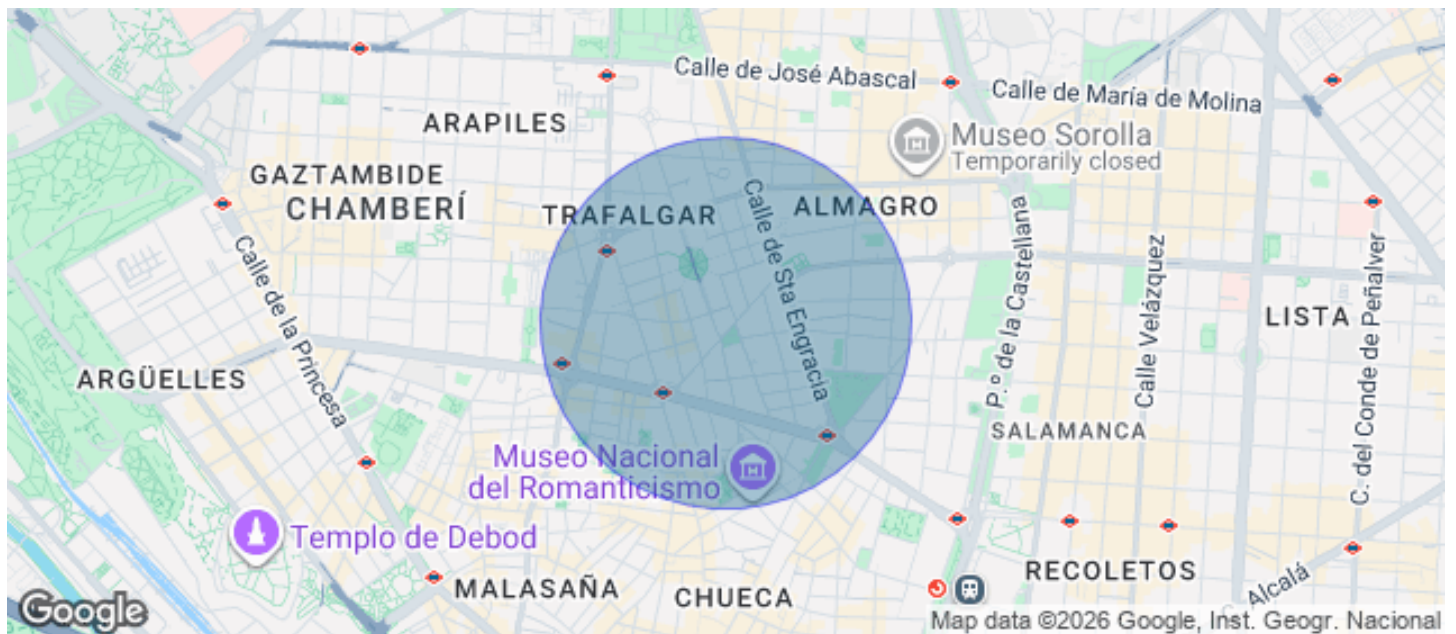 Calle de José Abascal
Calle de María de Molina
ARAPILES
Museo Sorolla
Temporarily closed
GAZTAMBIDE
CHAMBERÍ
TRAFALGAR
ALMAGRO
Calle de Sta Engracia
P.º de la Castellana
Calle Velázquez
C. del Conde de Peñalver
Calle de la Princesa
LISTA
ARGÜELLES
SALAMANCA
Museo Nacional
del Romanticismo
Templo de Debod
MALASAÑA
CHUECA
RECOLETOS
Alcalá
Google
Map data ©2026 Google, Inst. Geogr. Nacional